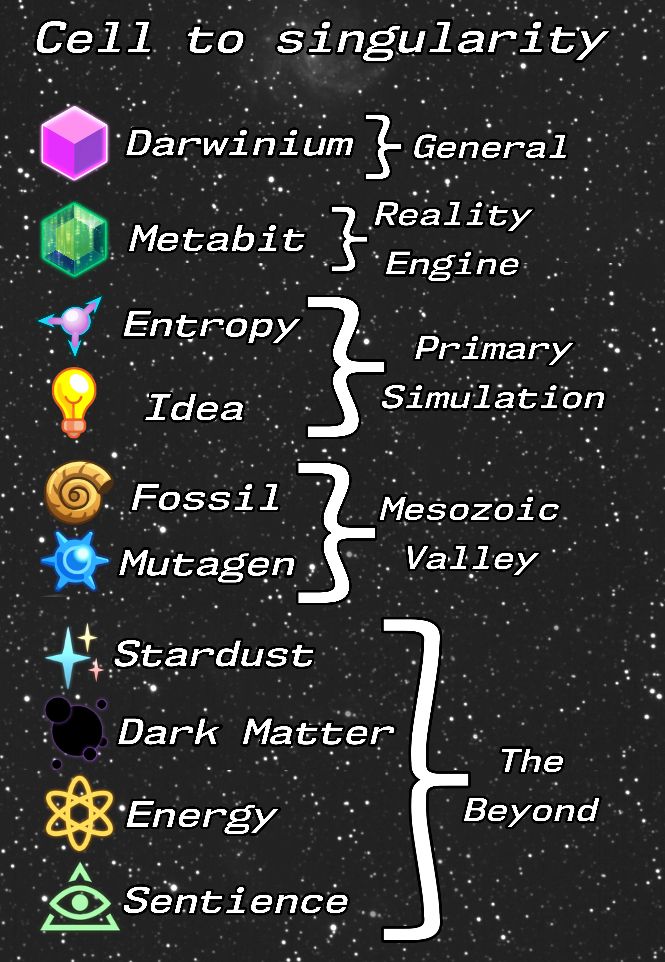 Cell to singularity
Darwinium
General
Metabit
Reality
Engine
Entropy
Idea
Primary
Simulation
Fossil
Mutagen
Mesozoic
Valley
Stardust
Dark Matter
Energy
Sentience
The
Beyond